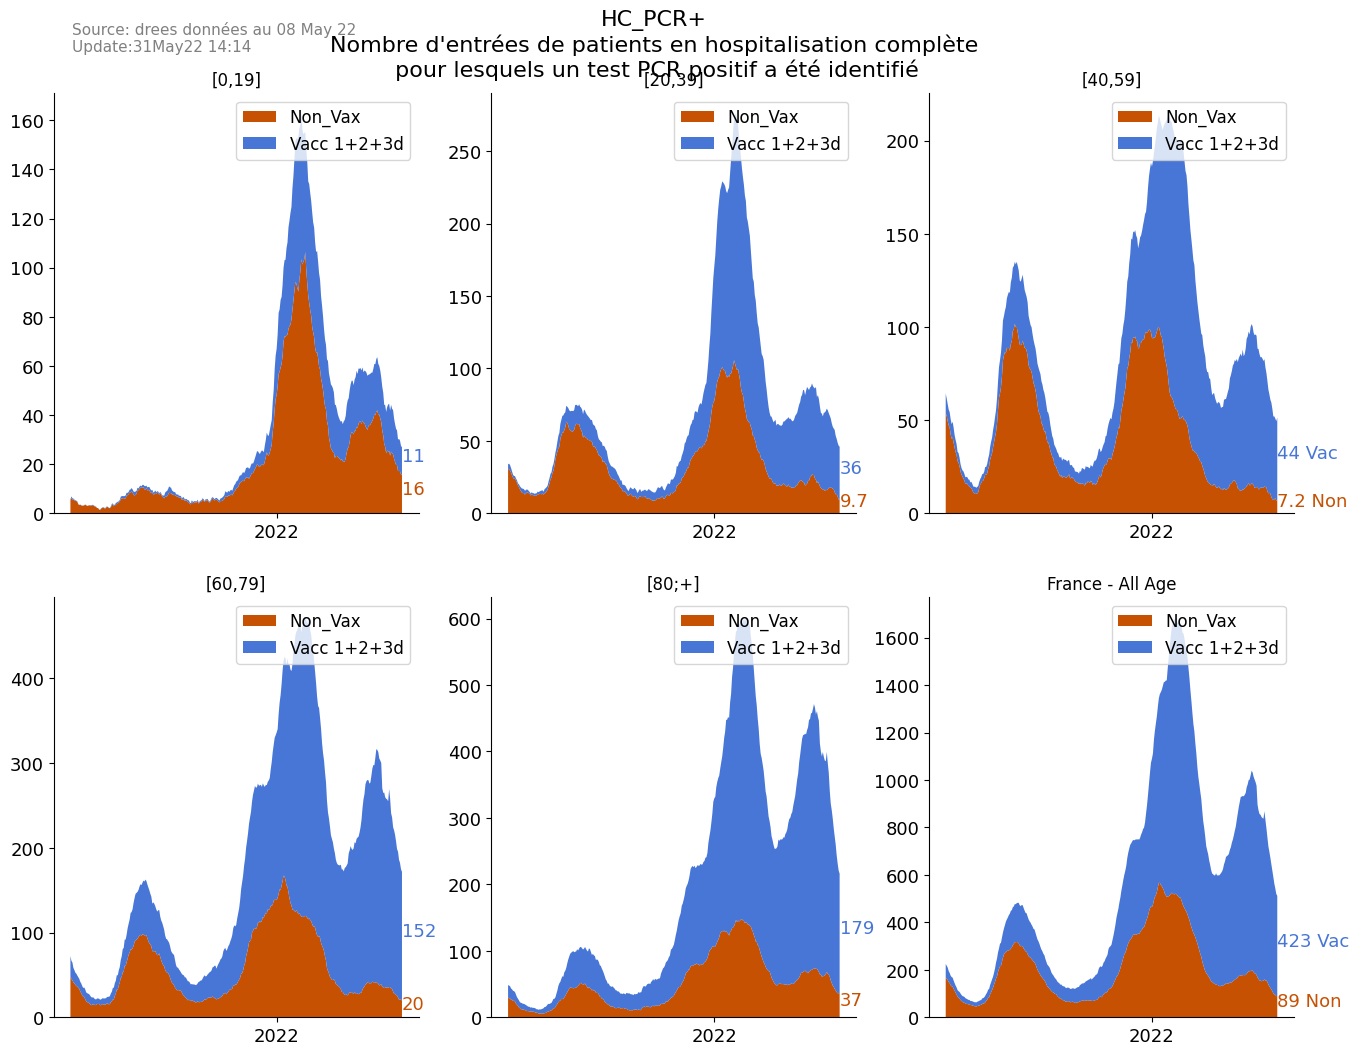 Source: drees données au 08 May 22
Update:31May22 14:14
HC_PCR+
Nombre d'entrées de patients en hospitalisation complète
pour lesquels un test PCR positif a été identifié
[0,19]
Non_Vax
Vacc 1+2+3d
160
140
120
100
80
60
40
20
0
11
16
2022
[20,39]
Non_Vax
Vacc 1+2+3d
250
200
150
100
50
0
36
9.7
2022
[40,59]
Non_Vax
Vacc 1+2+3d
200
150
100
50
0
44 Vac
7.2 Non
2022
[60,79]
Non_Vax
Vacc 1+2+3d
400
300
200
100
0
152
20
2022
[80;+]
Non_Vax
Vacc 1+2+3d
600
500
400
300
200
100
0
179
37
2022
France - All Age
Non_Vax
Vacc 1+2+3d
1600
1400
1200
1000
800
600
400
200
0
423 Vac
89 Non
2022